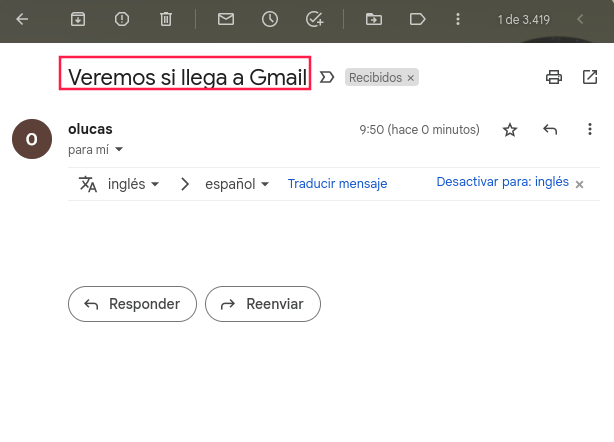 1 de 3.419
Veremos si llega a Gmail Recibidos ×
O olucas 9:50 (hace 0 minutos)
para mí
inglés español Traducir mensaje Desactivar para: inglés ×
Responder Reenviar